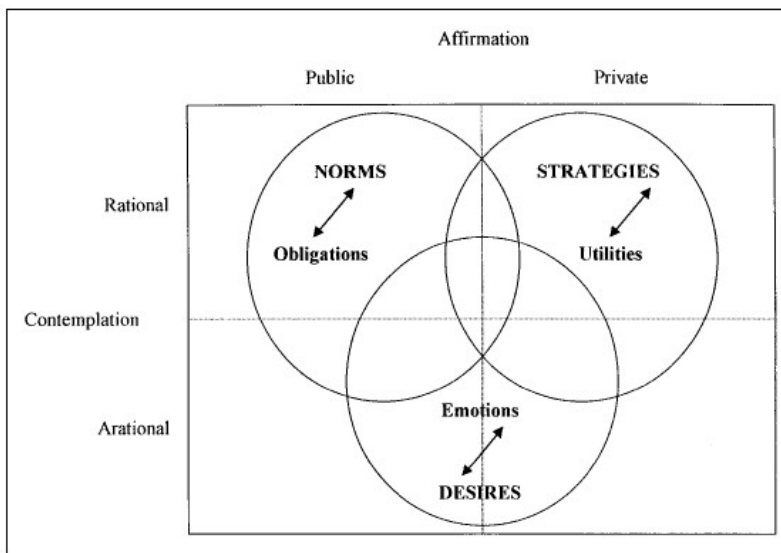 Affirmation
Public Private
NORMS STRATEGIES
Rational
Obligations Utilities
Contemplation
Emotions
Arational
DESIRES